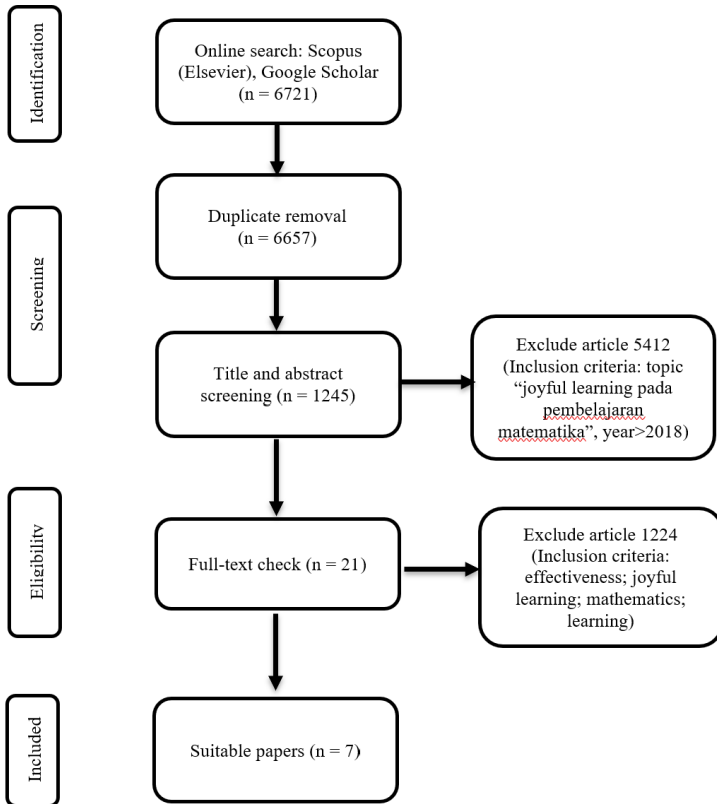 Identification
Online search: Scopus
(Elsevier), Google Scholar
(n = 6721)
Screening
Duplicate removal
(n = 6657)
Title and abstract
screening (n = 1245)
Exclude article 5412
(Inclusion criteria: topic
“joyful learning pada
pembelajaran
matematika”, year>2018)
Eligibility
Full-text check (n = 21)
Exclude article 1224
(Inclusion criteria:
effectiveness; joyful
learning; mathematics;
learning)
Included
Suitable papers (n = 7)